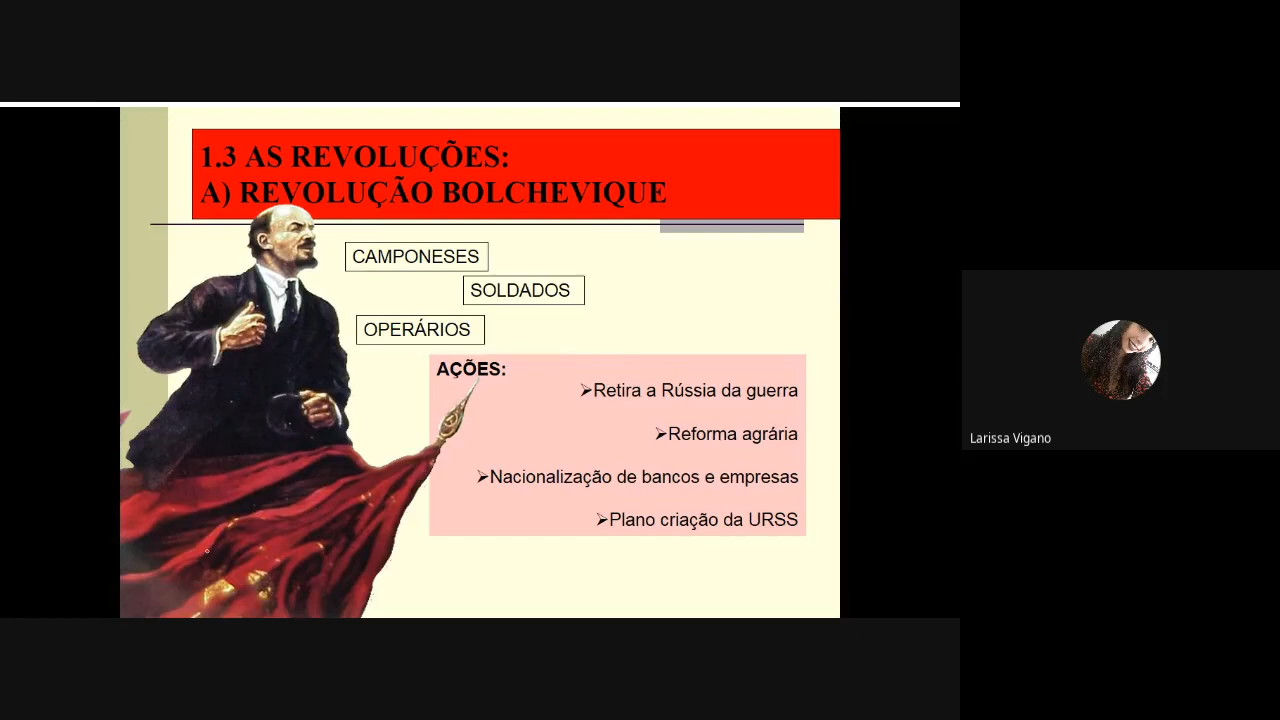 1.3 AS REVOLUÇÕES:
A) REVOLUÇÃO BOLCHEVIQUE
CAMPONESES
SOLDADOS
OPERÁRIOS
AÇÕES:
➢Retira a Rússia da guerra
➢Reforma agrária
➢Nacionalização de bancos e empresas
➢Plano criação da URSS
Larissa Vigano